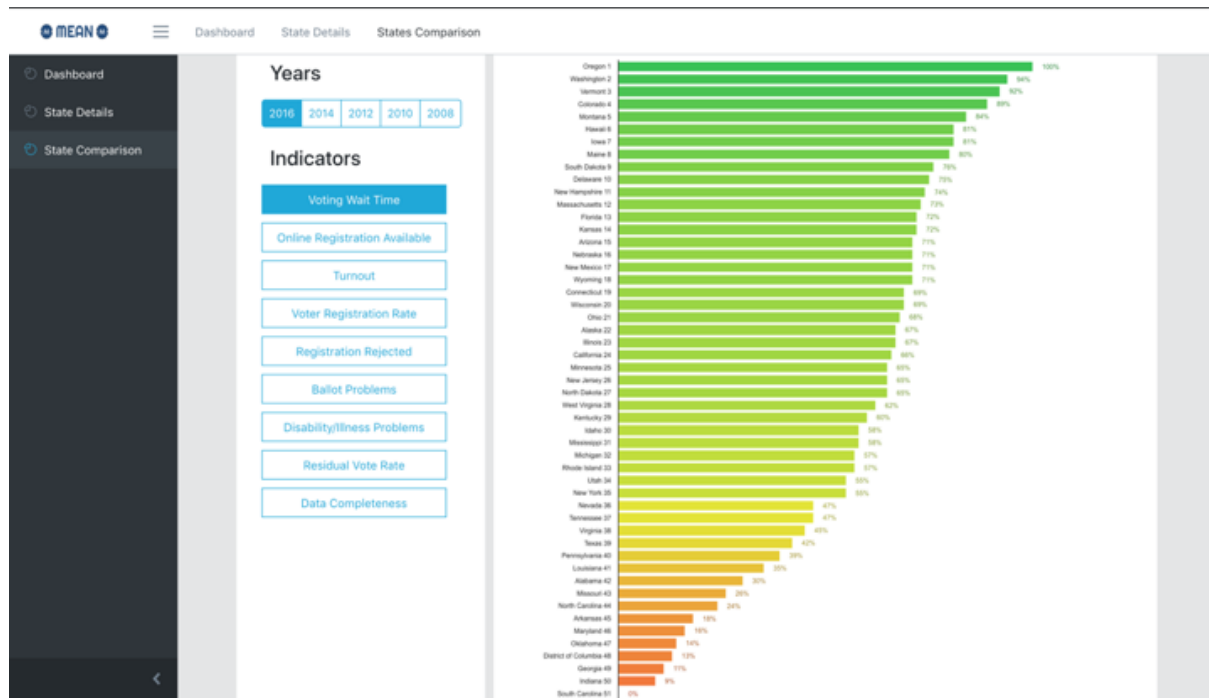 MEAN
Dashboard State Details States Comparison
Dashboard
State Details
State Comparison
Years
2016 2014 2012 2010 2008
Indicators
Voting Wait Time
Online Registration Available
Turnout
Voter Registration Rate
Registration Rejected
Ballot Problems
Disability/Illness Problems
Residual Vote Rate
Data Completeness
Oregon 1 100%
Washington 2 94%
Vermont 3 92%
Colorado 4 89%
Montana 5 84%
Hawaii 6 81%
Iowa 7 81%
Maine 8 80%
South Dakota 9 76%
Delaware 10 75%
New Hampshire 11 74%
Massachusetts 12 73%
Florida 13 72%
Kansas 14 72%
Arizona 15 71%
Nebraska 16 71%
New Mexico 17 71%
Wyoming 18 71%
Connecticut 19 69%
Wisconsin 20 69%
Ohio 21 68%
Alaska 22 67%
Illinois 23 67%
California 24 66%
Minnesota 25 65%
New Jersey 26 65%
North Dakota 27 65%
West Virginia 28 62%
Kentucky 29 60%
Idaho 30 58%
Mississippi 31 58%
Michigan 32 57%
Rhode Island 33 57%
Utah 34 55%
New York 35 55%
Nevada 36 47%
Tennessee 37 47%
Virginia 38 45%
Texas 39 42%
Pennsylvania 40 39%
Louisiana 41 35%
Alabama 42 30%
Missouri 43 26%
North Carolina 44 24%
Arkansas 45 18%
Maryland 46 16%
Oklahoma 47 14%
District of Columbia 48 13%
Georgia 49 11%
Indiana 50 9%
South Carolina 51 0%